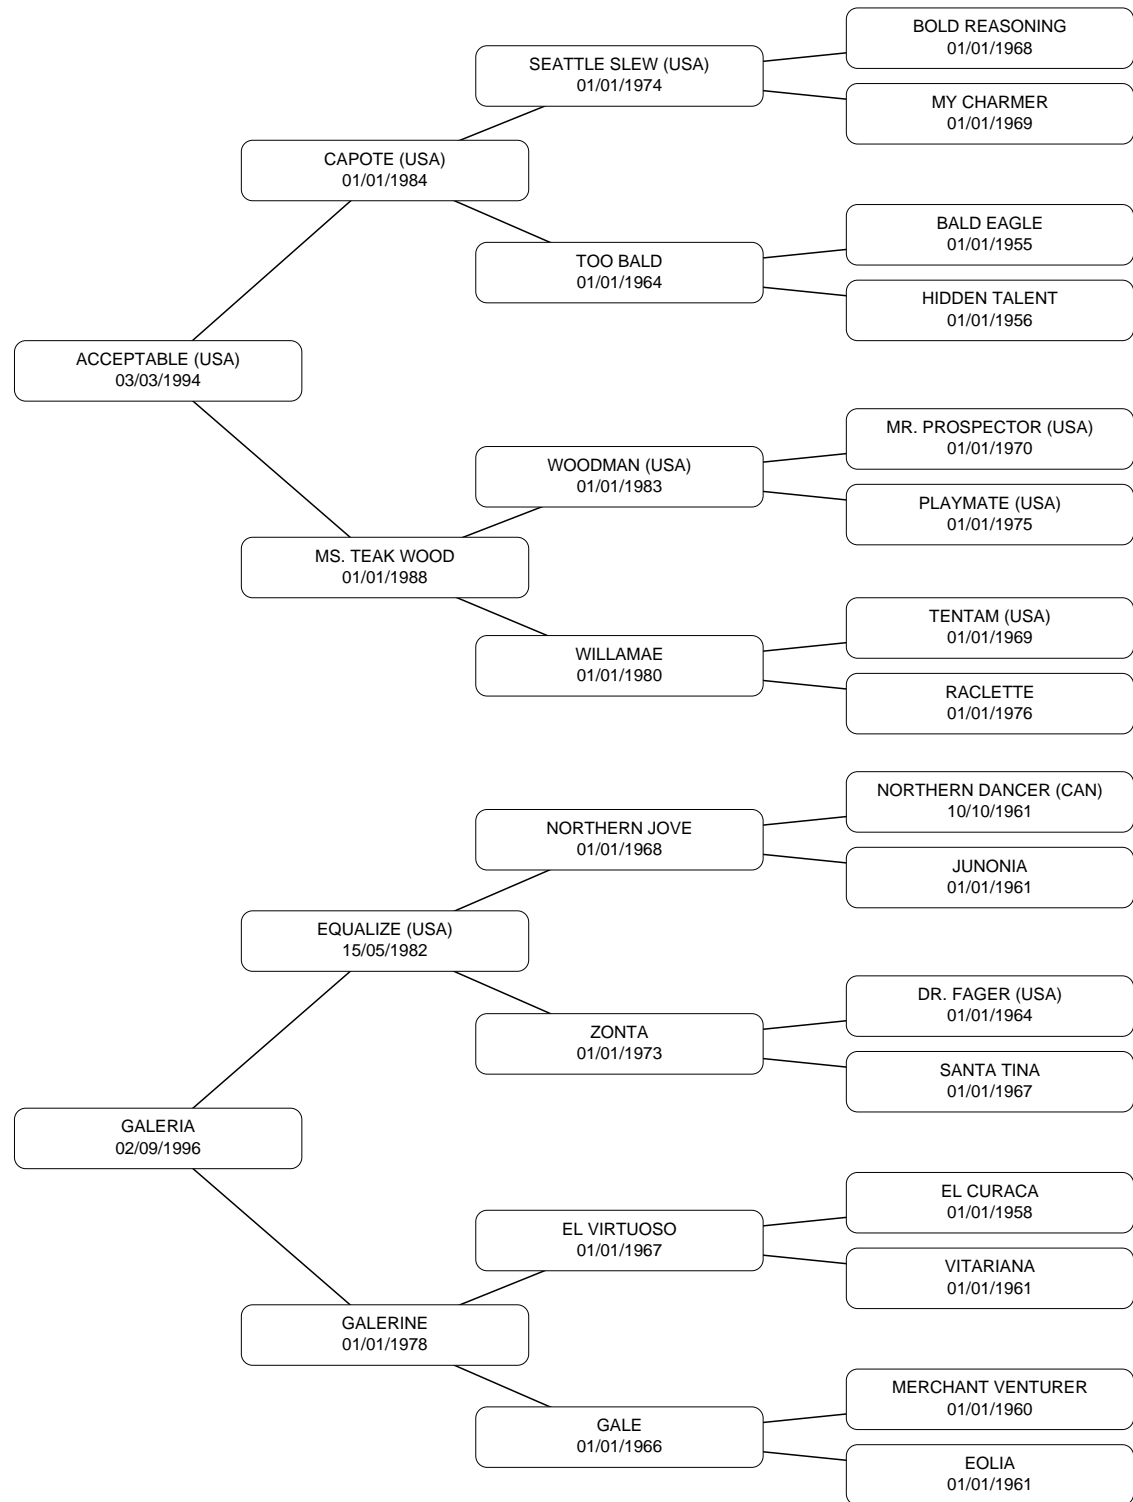 BOLD REASONING
01/01/1968
SEATTLE SLEW (USA)
01/01/1974
MY CHARMER
01/01/1969
CAPOTE (USA)
01/01/1984
BALD EAGLE
01/01/1955
TOO BALD
01/01/1964
HIDDEN TALENT
01/01/1956
ACCEPTABLE (USA)
03/03/1994
MR. PROSPECTOR (USA)
01/01/1970
WOODMAN (USA)
01/01/1983
PLAYMATE (USA)
01/01/1975
MS. TEAK WOOD
01/01/1988
TENTAM (USA)
01/01/1969
WILLAMAE
01/01/1980
RACLETTE
01/01/1976
NORTHERN DANCER (CAN)
10/10/1961
NORTHERN JOVE
01/01/1968
JUNONIA
01/01/1961
EQUALIZE (USA)
15/05/1982
DR. FAGER (USA)
01/01/1964
ZONTA
01/01/1973
SANTA TINA
01/01/1967
GALERIA
02/09/1996
EL CURACA
01/01/1958
EL VIRTUOSO
01/01/1967
VITARIANA
01/01/1961
GALERINE
01/01/1978
MERCHANT VENTURER
01/01/1960
GALE
01/01/1966
EOLIA
01/01/1961